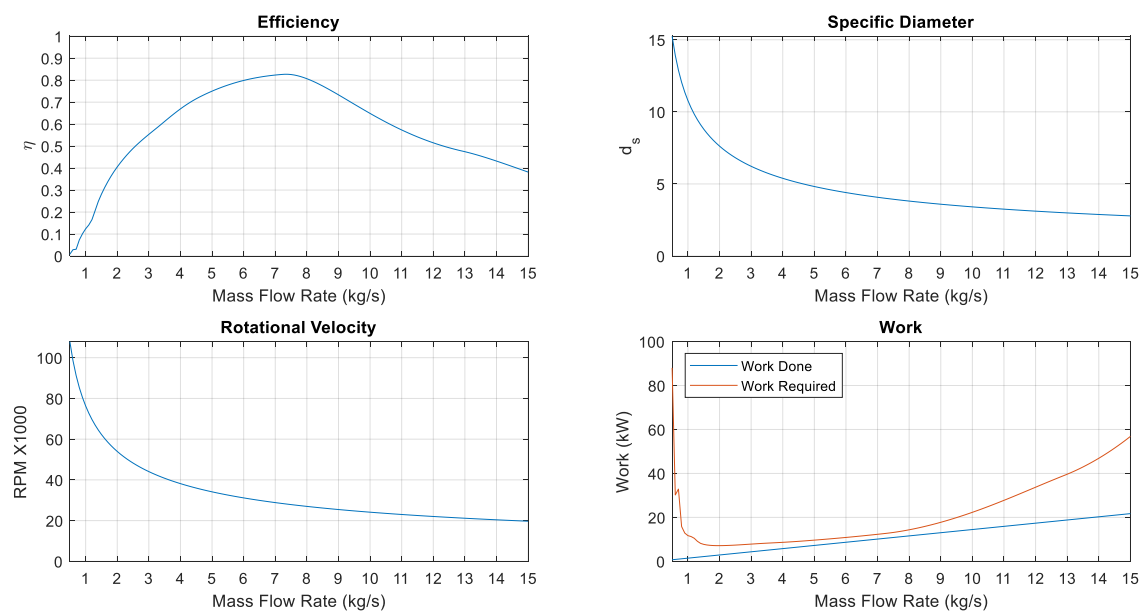 Efficiency
1
0.9
0.8
0.7
0.6
0.5
0.4
0.3
0.2
0.1
0
η
1 2 3 4 5 6 7 8 9 10 11 12 13 14 15
Mass Flow Rate (kg/s)
Specific Diameter
15
10
5
0
d s
1 2 3 4 5 6 7 8 9 10 11 12 13 14 15
Mass Flow Rate (kg/s)
Rotational Velocity
100
80
60
40
20
0
RPM X1000
1 2 3 4 5 6 7 8 9 10 11 12 13 14 15
Mass Flow Rate (kg/s)
Work
100
80
60
40
20
0
Work (kW)
Work Done
Work Required
1 2 3 4 5 6 7 8 9 10 11 12 13 14 15
Mass Flow Rate (kg/s)